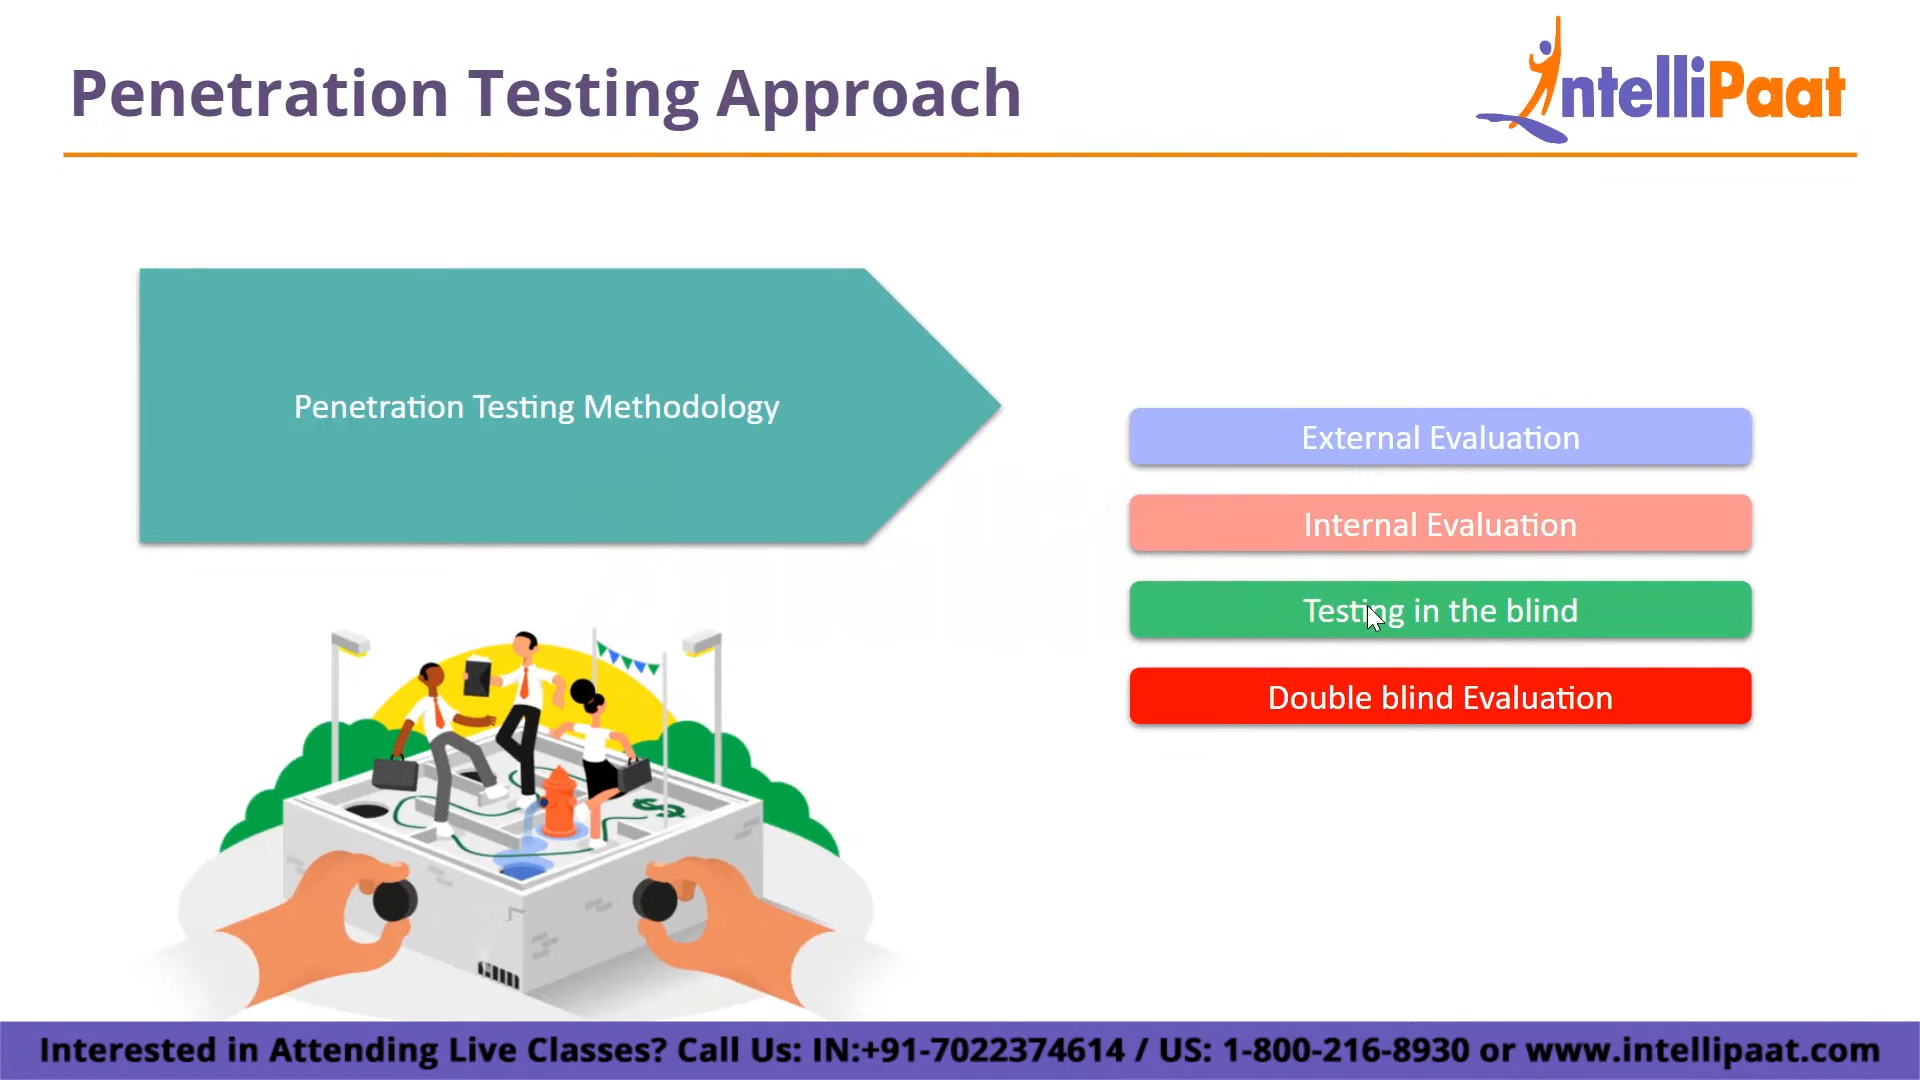 Penetration Testing Approach
IntelliPaat
Penetration Testing Methodology
External Evaluation
Internal Evaluation
Testing in the blind
Double blind Evaluation
Interested in Attending Live Classes? Call Us: IN:+91-7022374614 / US: 1-800-216-8930 or www.intellipaat.com